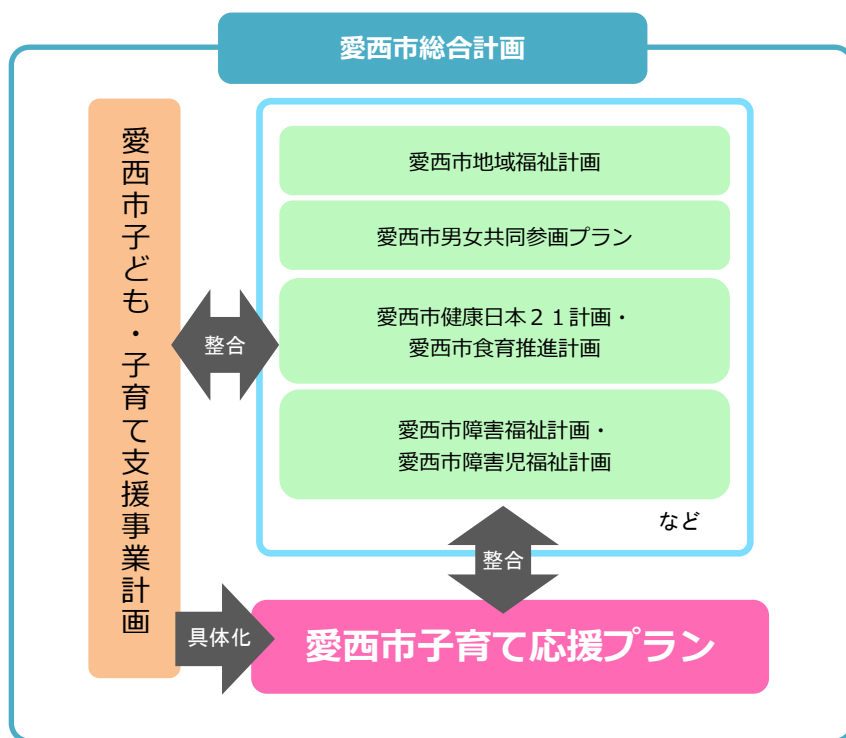 愛西市総合計画
愛西市子ども・子育て支援事業計画
愛西市地域福祉計画
愛西市男女共同参画プラン
愛西市健康日本２１計画・
愛西市食育推進計画
整合
愛西市障害福祉計画・
愛西市障害児福祉計画
など
整合
具体化
愛西市子育て応援プラン